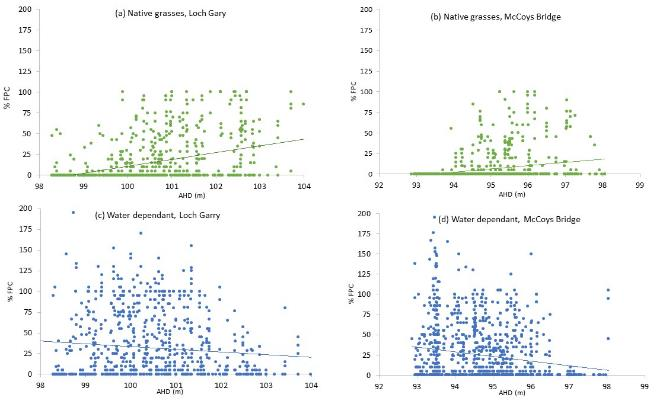 (a) Native grasses, Loch Gary
200
175
150
125
100
75
50
25
0
% FPC
98 99 100 101 102 103 104
AHD (m)
(b) Native grasses, McCoys Bridge
200
175
150
125
100
75
50
25
0
% FPC
92 93 94 95 96 97 98 99
AHD (m)
(c) Water dependant, Loch Garry
200
175
150
125
100
75
50
25
0
% FPC
98 99 100 101 102 103 104
AHD (m)
(d) Water dependant, McCoys Bridge
200
175
150
125
100
75
50
25
0
% FPC
92 93 94 95 96 97 98 99
AHD (m)